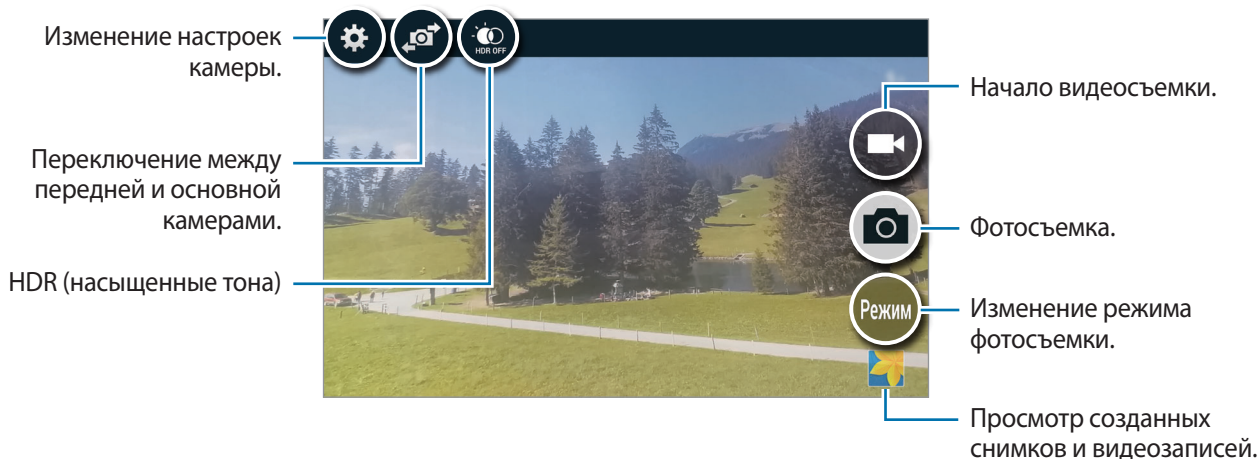 Изменение настроек
камеры.
Переключение между
передней и основной
камерами.
HDR (насыщенные тона)
HDR OFF
Начало видеосъемки.
Фотосъемка.
Режим
Изменение режима
фотосъемки.
Просмотр созданных
снимков и видеозаписей.